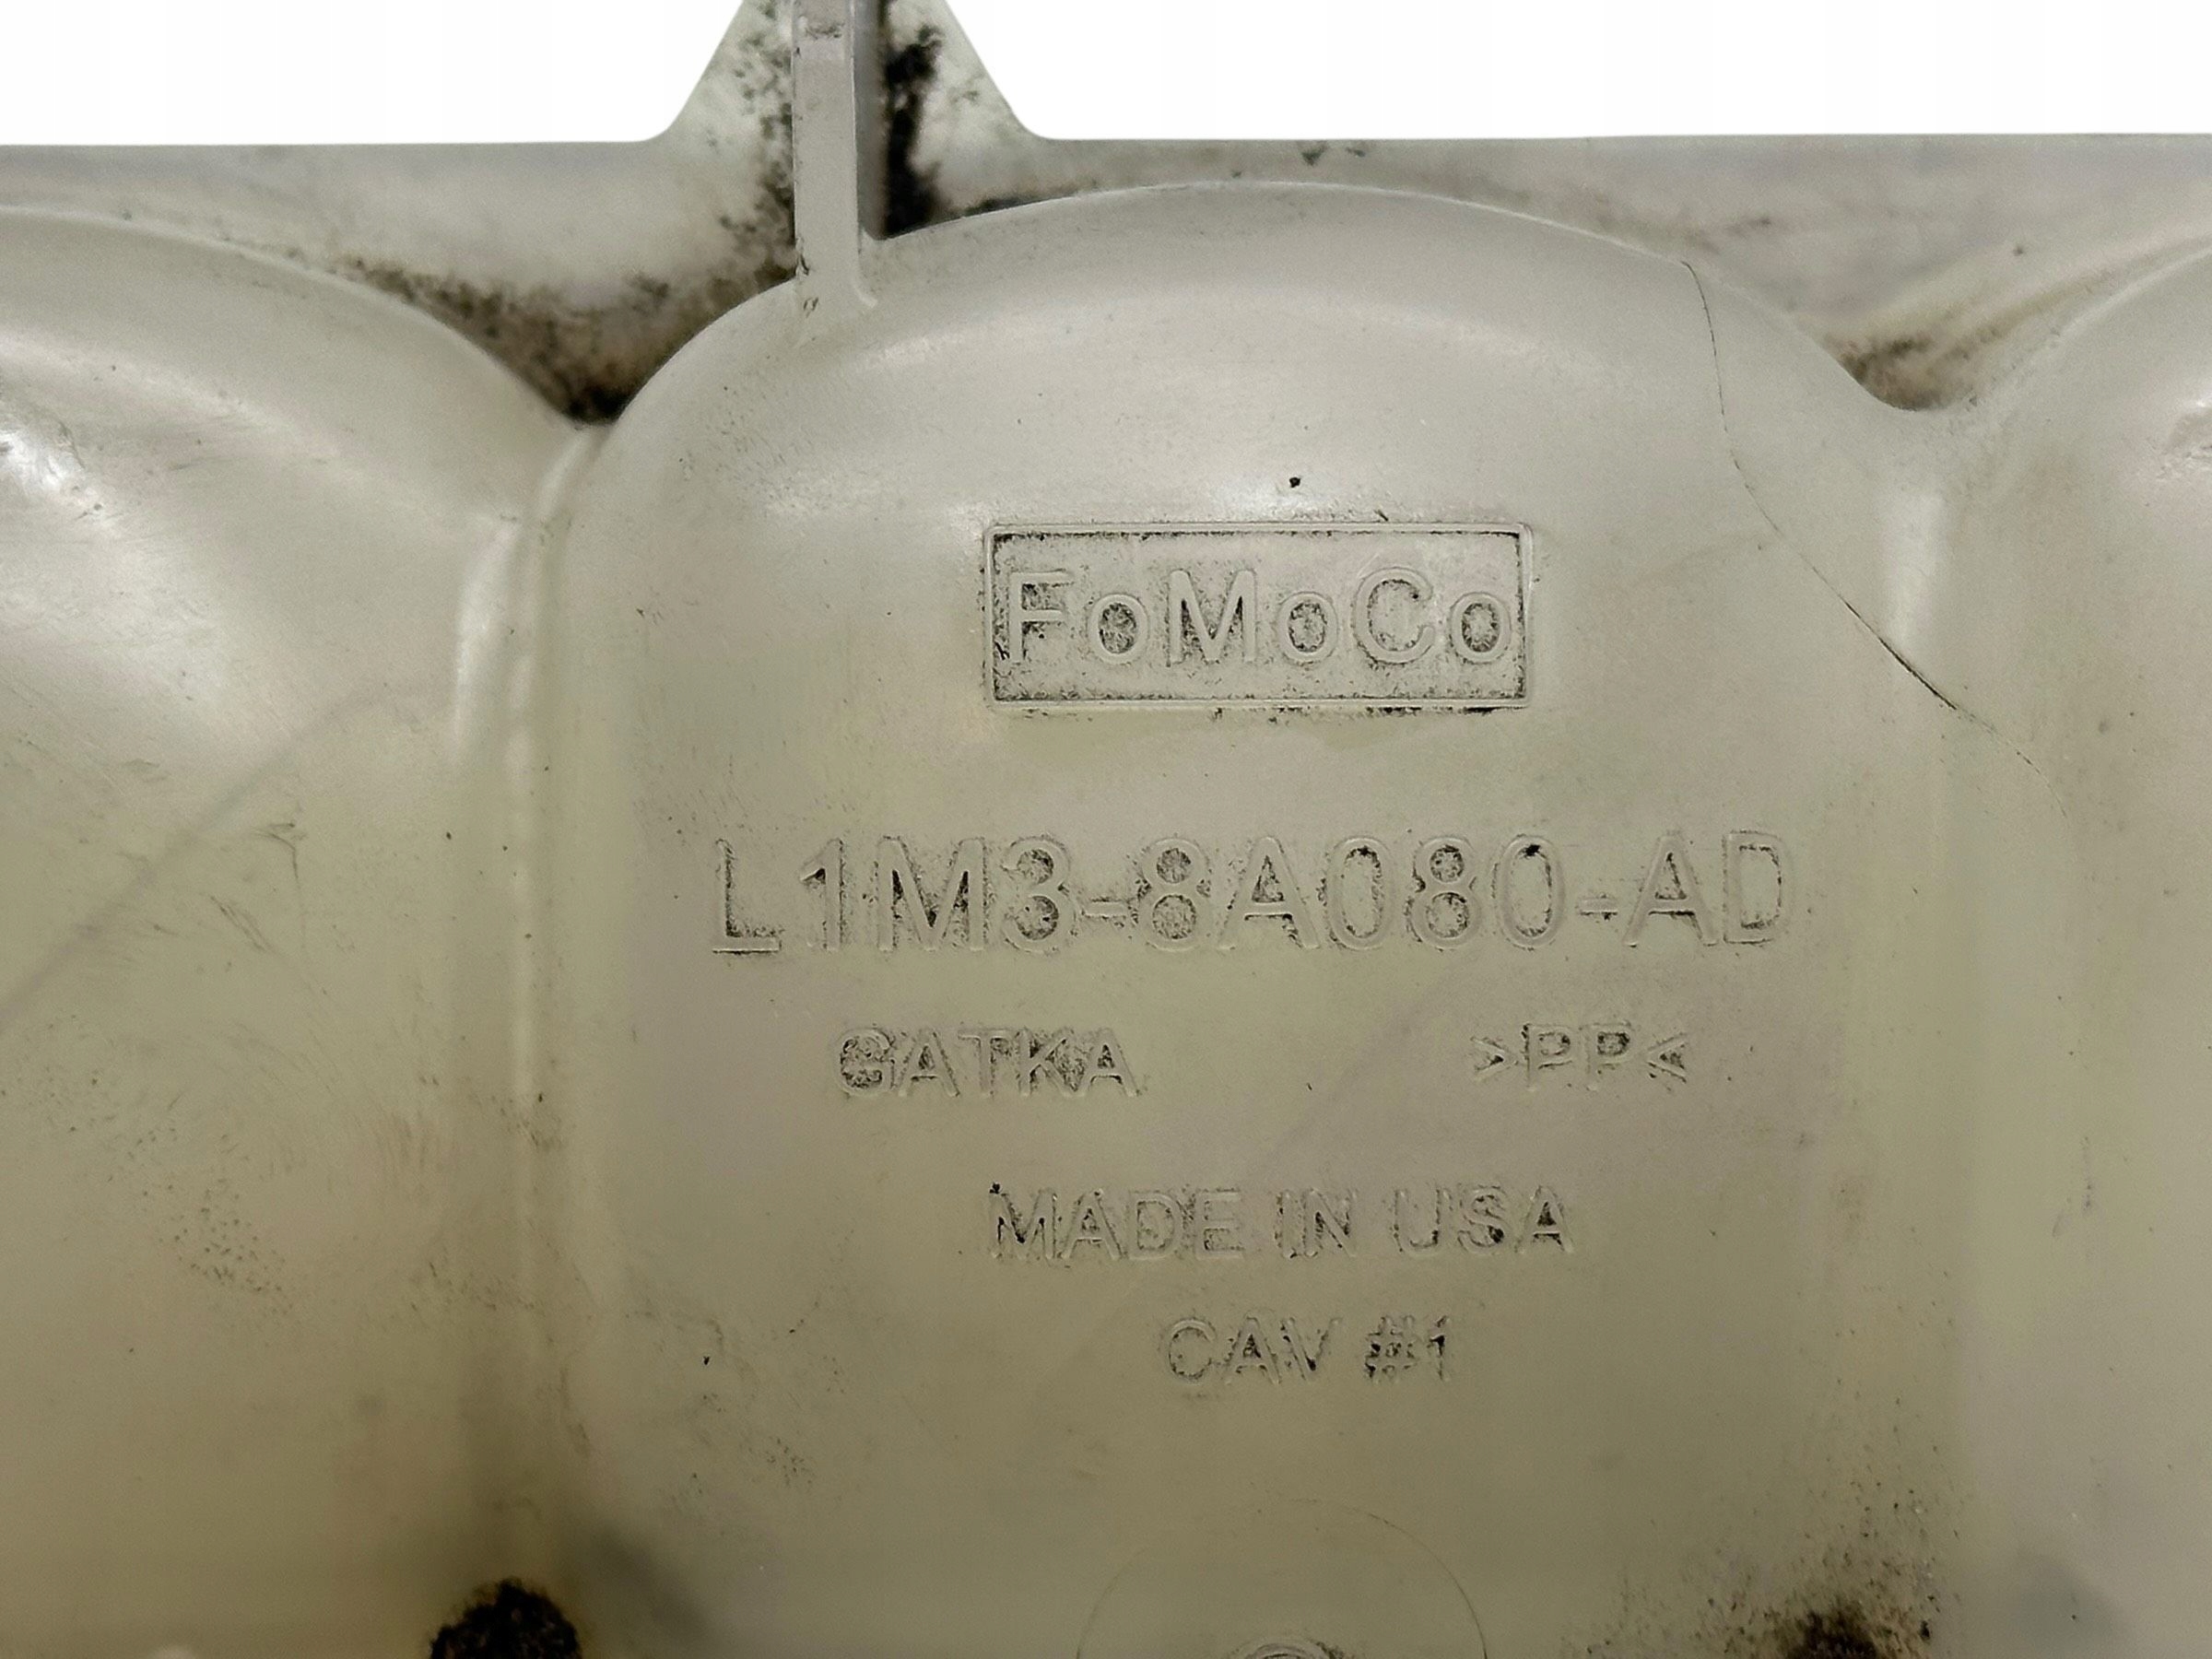 FoMoCo
L1M3-8A080-AD
GATKA >PP<
MADE IN USA
CAV #1